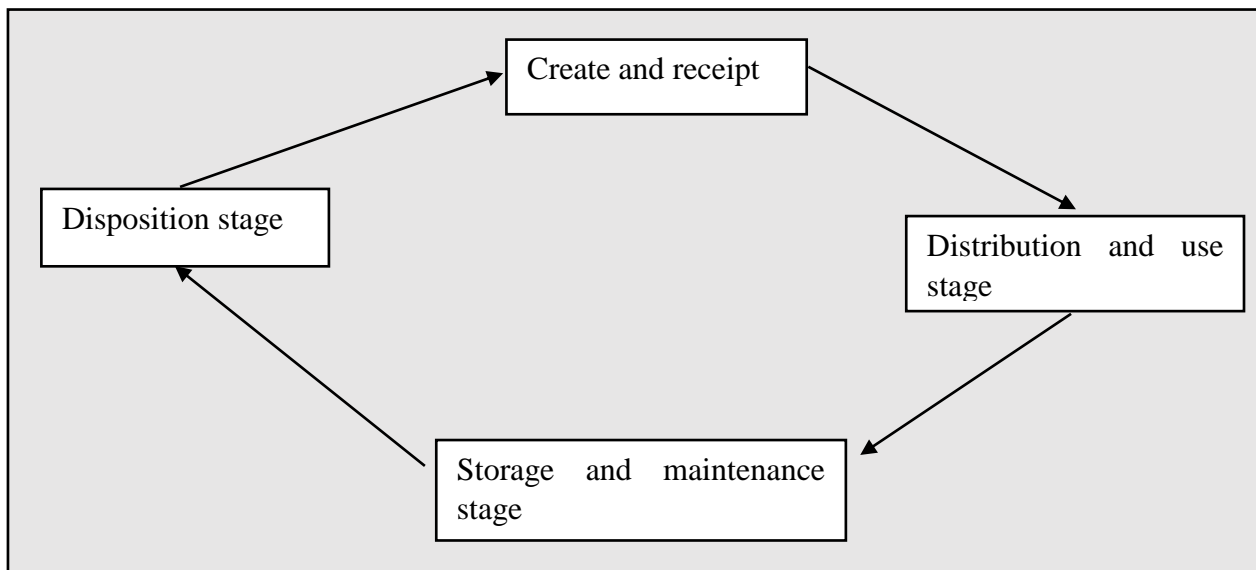 Create and receipt
Disposition stage
Distribution and use
stage
Storage and maintenance
stage